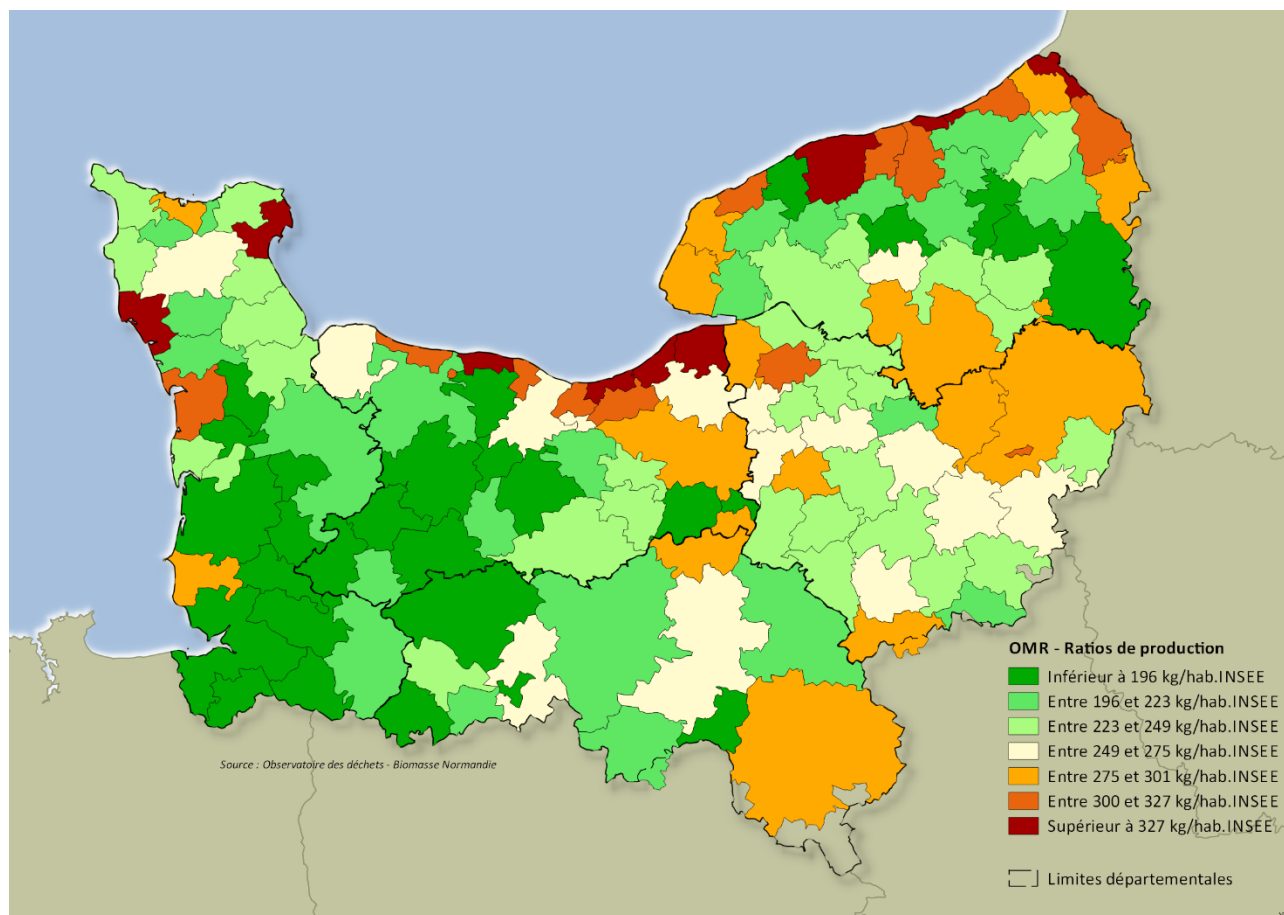 OMR - Ratios de production
Inférieur à 196 kg/hab.INSEE
Entre 196 et 223 kg/hab.INSEE
Entre 223 et 249 kg/hab.INSEE
Entre 249 et 275 kg/hab.INSEE
Entre 275 et 301 kg/hab.INSEE
Entre 300 et 327 kg/hab.INSEE
Supérieur à 327 kg/hab.INSEE
Limites départementales
Source : Observatoire des déchets - Biomasse Normandie